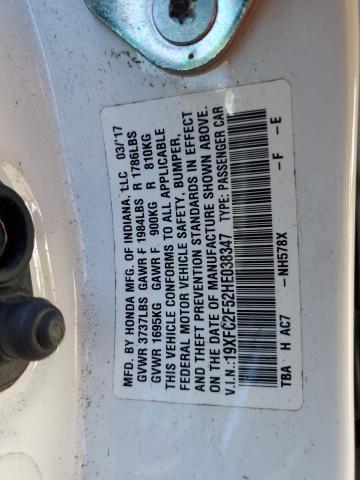 MFD. BY HONDA MFG. OF INDIANA, LLC 03/'17
GVWR 3737LBS GAWR F 1984LBS R 1786LBS
GVWR 1695KG GAWR F. 900KG R 810KG
THIS VEHICLE CONFORMS TO ALL APPLICABLE
FEDERAL MOTOR VEHICLE SAFETY, BUMPER,
AND THEFT PREVENTION STANDARDS IN EFFECT
ON THE DATE OF MANUFACTURE SHOWN ABOVE.
V.I.N.:19XFC2F52HE038347 TYPE: PASSENGER CAR
TBA H AC7 -NH578X -F -E